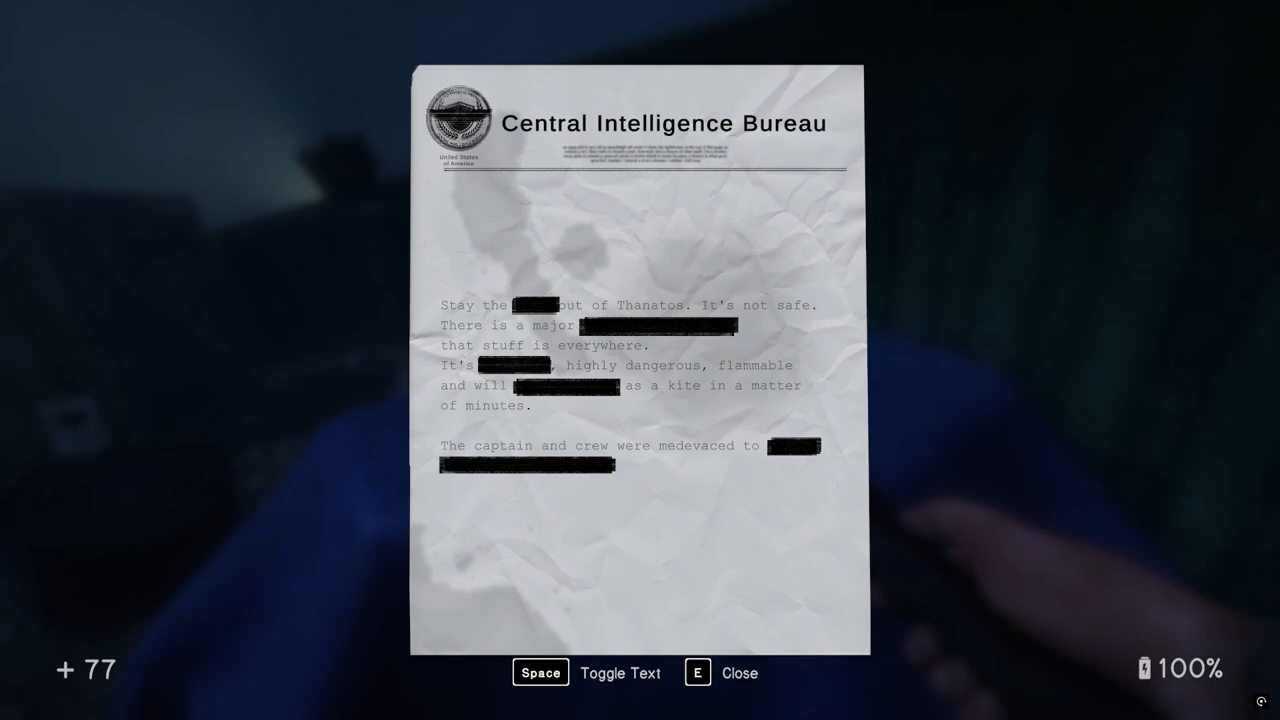 Central Intelligence Bureau
United States
of America
Stay the out of Thanatos. It's not safe.
There is a major
that stuff is everywhere.
It's , highly dangerous, flammable
and will as a kite in a matter
of minutes.
The captain and crew were medevaced to
+ 77
Space Toggle Text E Close
100%